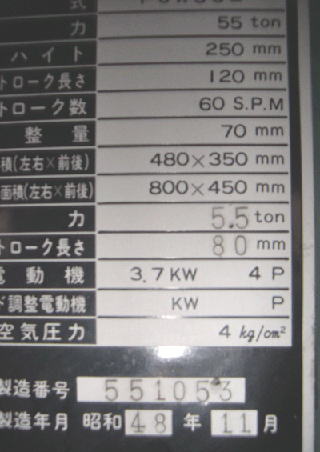 式
力 55 ton
ハイト 250 mm
トローク長さ 120 mm
トローク数 60 S.P.M
整量 70 mm
積(左右×前後) 480×350 mm
面積(左右×前後) 800×450 mm
力 5.5 ton
トローク長さ 80 mm
電動機 3.7 KW 4 P
ド調整電動機 KW P
空気圧力 4 kg/cm²
製造番号 551053
製造年月 昭和 48 年 11 月